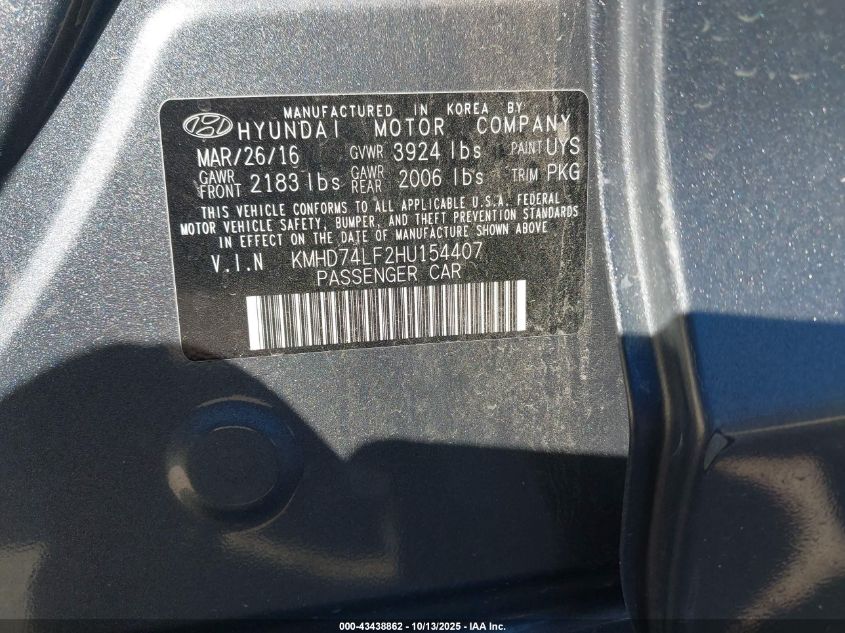 MANUFACTURED IN KOREA BY
HYUNDAI MOTOR COMPANY
MAR/26/16 GVWR 3924 lbs PAINT UYS
GAWR FRONT 2183 lbs GAWR REAR 2006 lbs TRIM PKG
THIS VEHICLE CONFORMS TO ALL APPLICABLE U.S.A. FEDERAL
MOTOR VEHICLE SAFETY, BUMPER, AND THEFT PREVENTION STANDARDS
IN EFFECT ON THE DATE OF MANUFACTURE SHOWN ABOVE
V.I.N KMHD74LF2HU154407
PASSENGER CAR
000-43438862 - 10/13/2025 - IAA Inc.